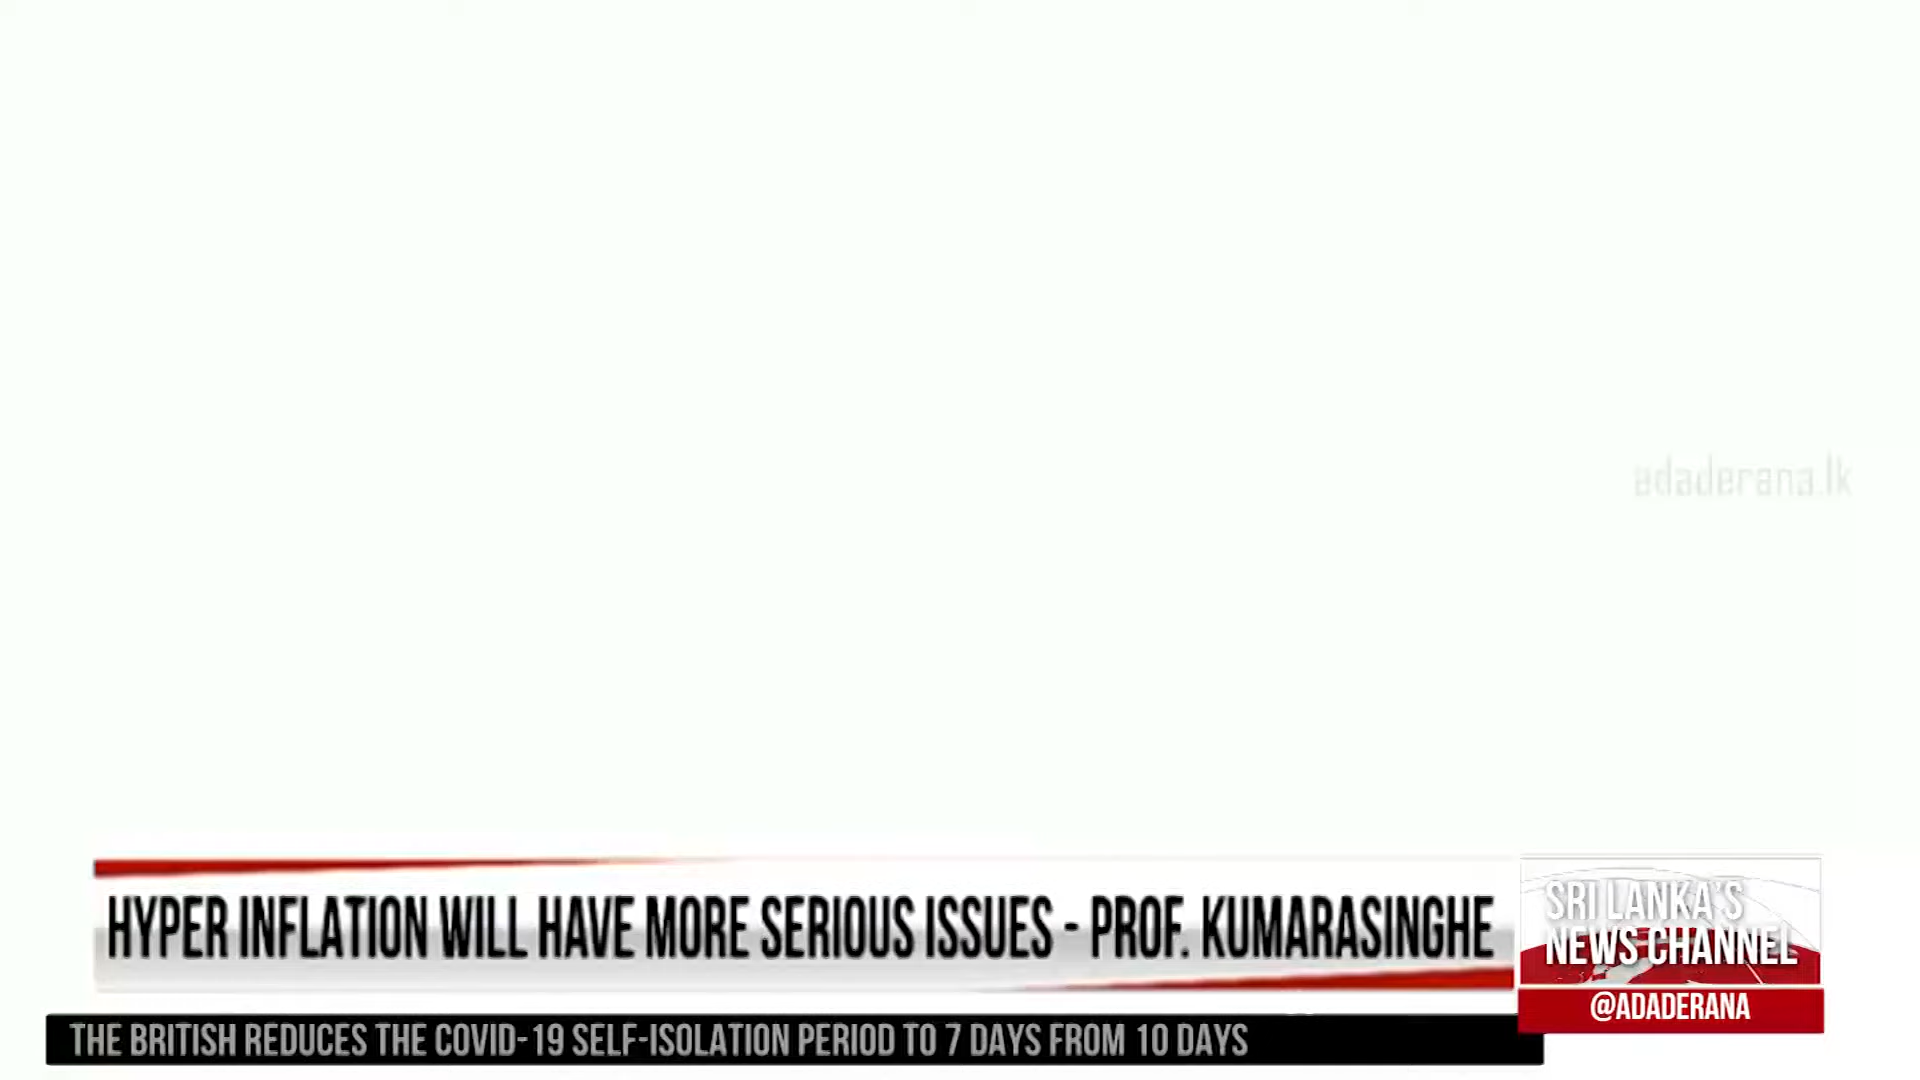 adaderana.lk
HYPER INFLATION WILL HAVE MORE SERIOUS ISSUES - PROF. KUMARASINGHE
SRI LANKA'S
NEWS CHANNEL
@ADADERANA
THE BRITISH REDUCES THE COVID-19 SELF-ISOLATION PERIOD TO 7 DAYS FROM 10 DAYS